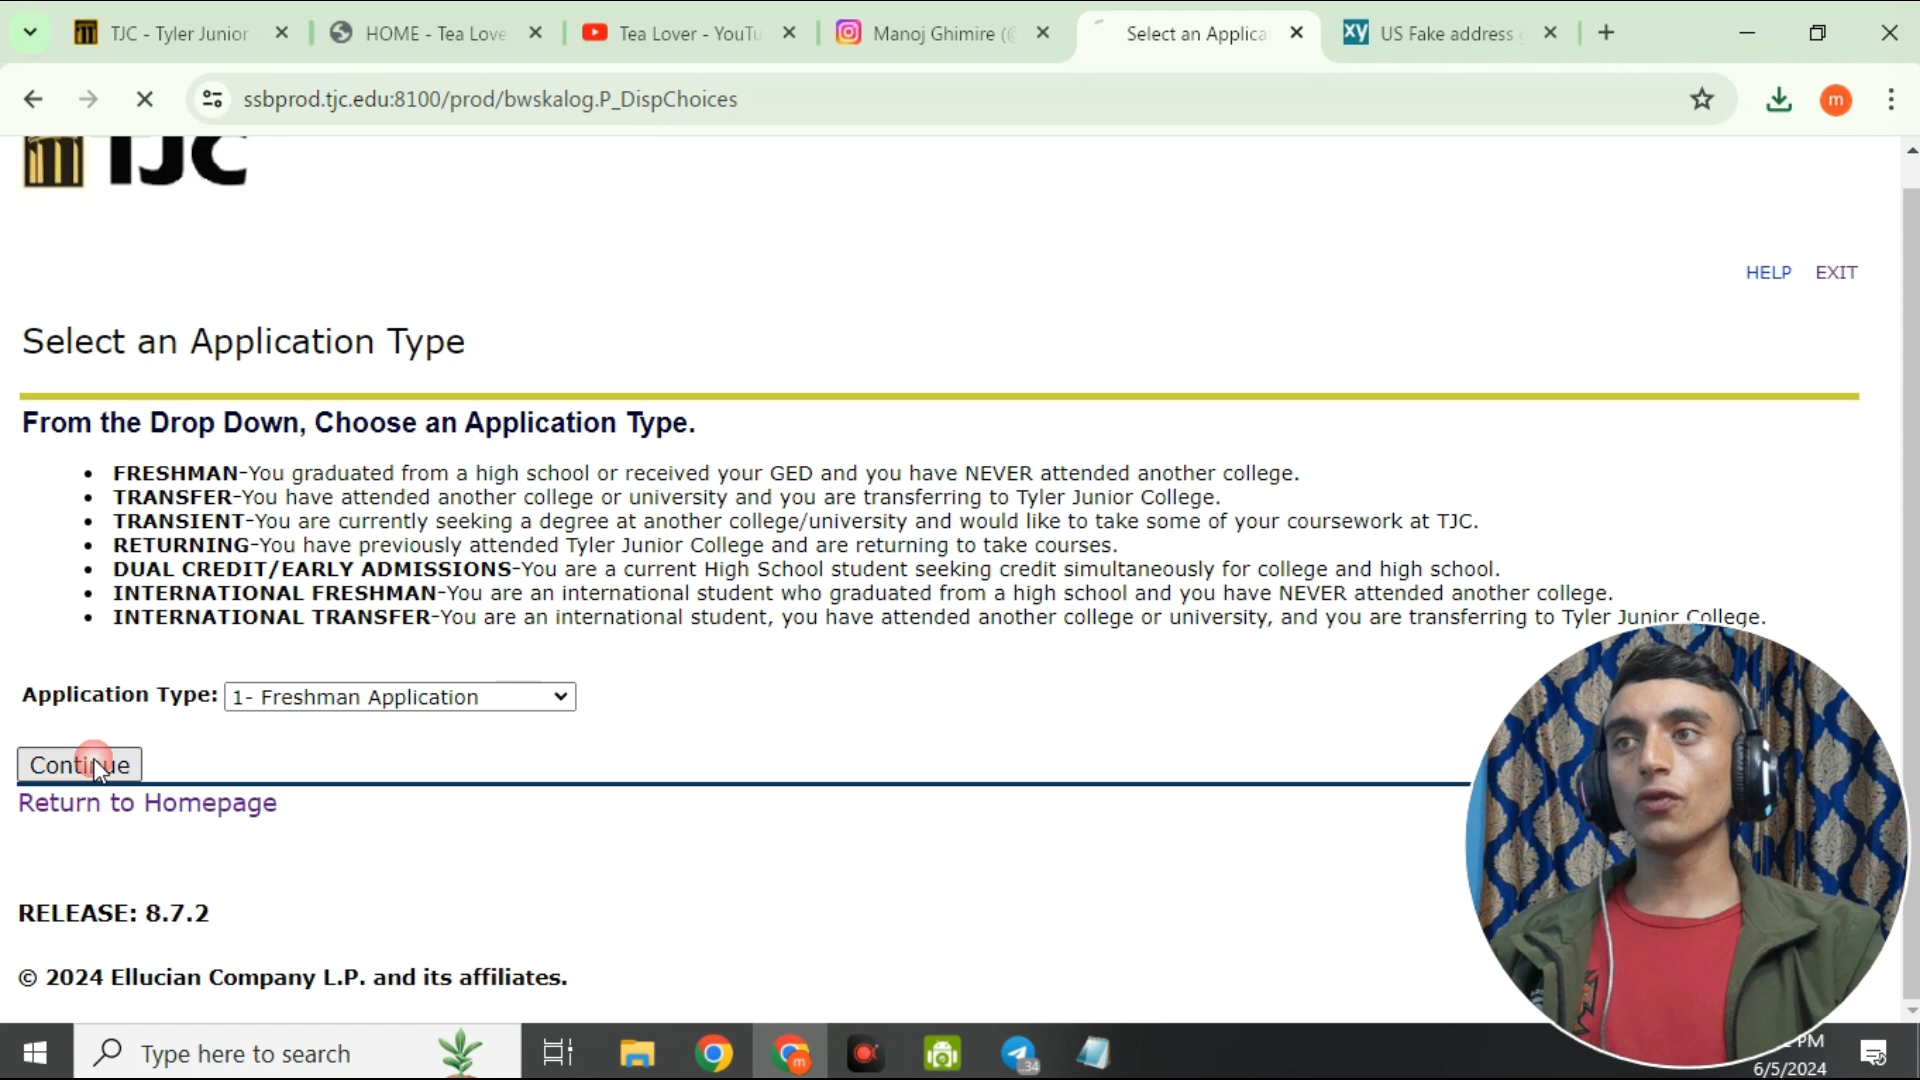 TJC - Tyler Junior
HOME - Tea Love
Tea Lover - YouTu
Manoj Ghimire ((
Select an Applica
US Fake address
ssbprod.tjc.edu:8100/prod/bwskalog.P_DispChoices
m
TJC
HELP EXIT
Select an Application Type
From the Drop Down, Choose an Application Type.
• FRESHMAN-You graduated from a high school or received your GED and you have NEVER attended another college.
• TRANSFER-You have attended another college or university and you are transferring to Tyler Junior College.
• TRANSIENT-You are currently seeking a degree at another college/university and would like to take some of your coursework at TJC.
• RETURNING-You have previously attended Tyler Junior College and are returning to take courses.
• DUAL CREDIT/EARLY ADMISSIONS-You are a current High School student seeking credit simultaneously for college and high school.
• INTERNATIONAL FRESHMAN-You are an international student who graduated from a high school and you have NEVER attended another college.
• INTERNATIONAL TRANSFER-You are an international student, you have attended another college or university, and you are transferring to Tyler Junior College.
Application Type: 1- Freshman Application
Continue
Return to Homepage
RELEASE: 8.7.2
© 2024 Ellucian Company L.P. and its affiliates.
Type here to search
m
..34
PM
6/5/2024